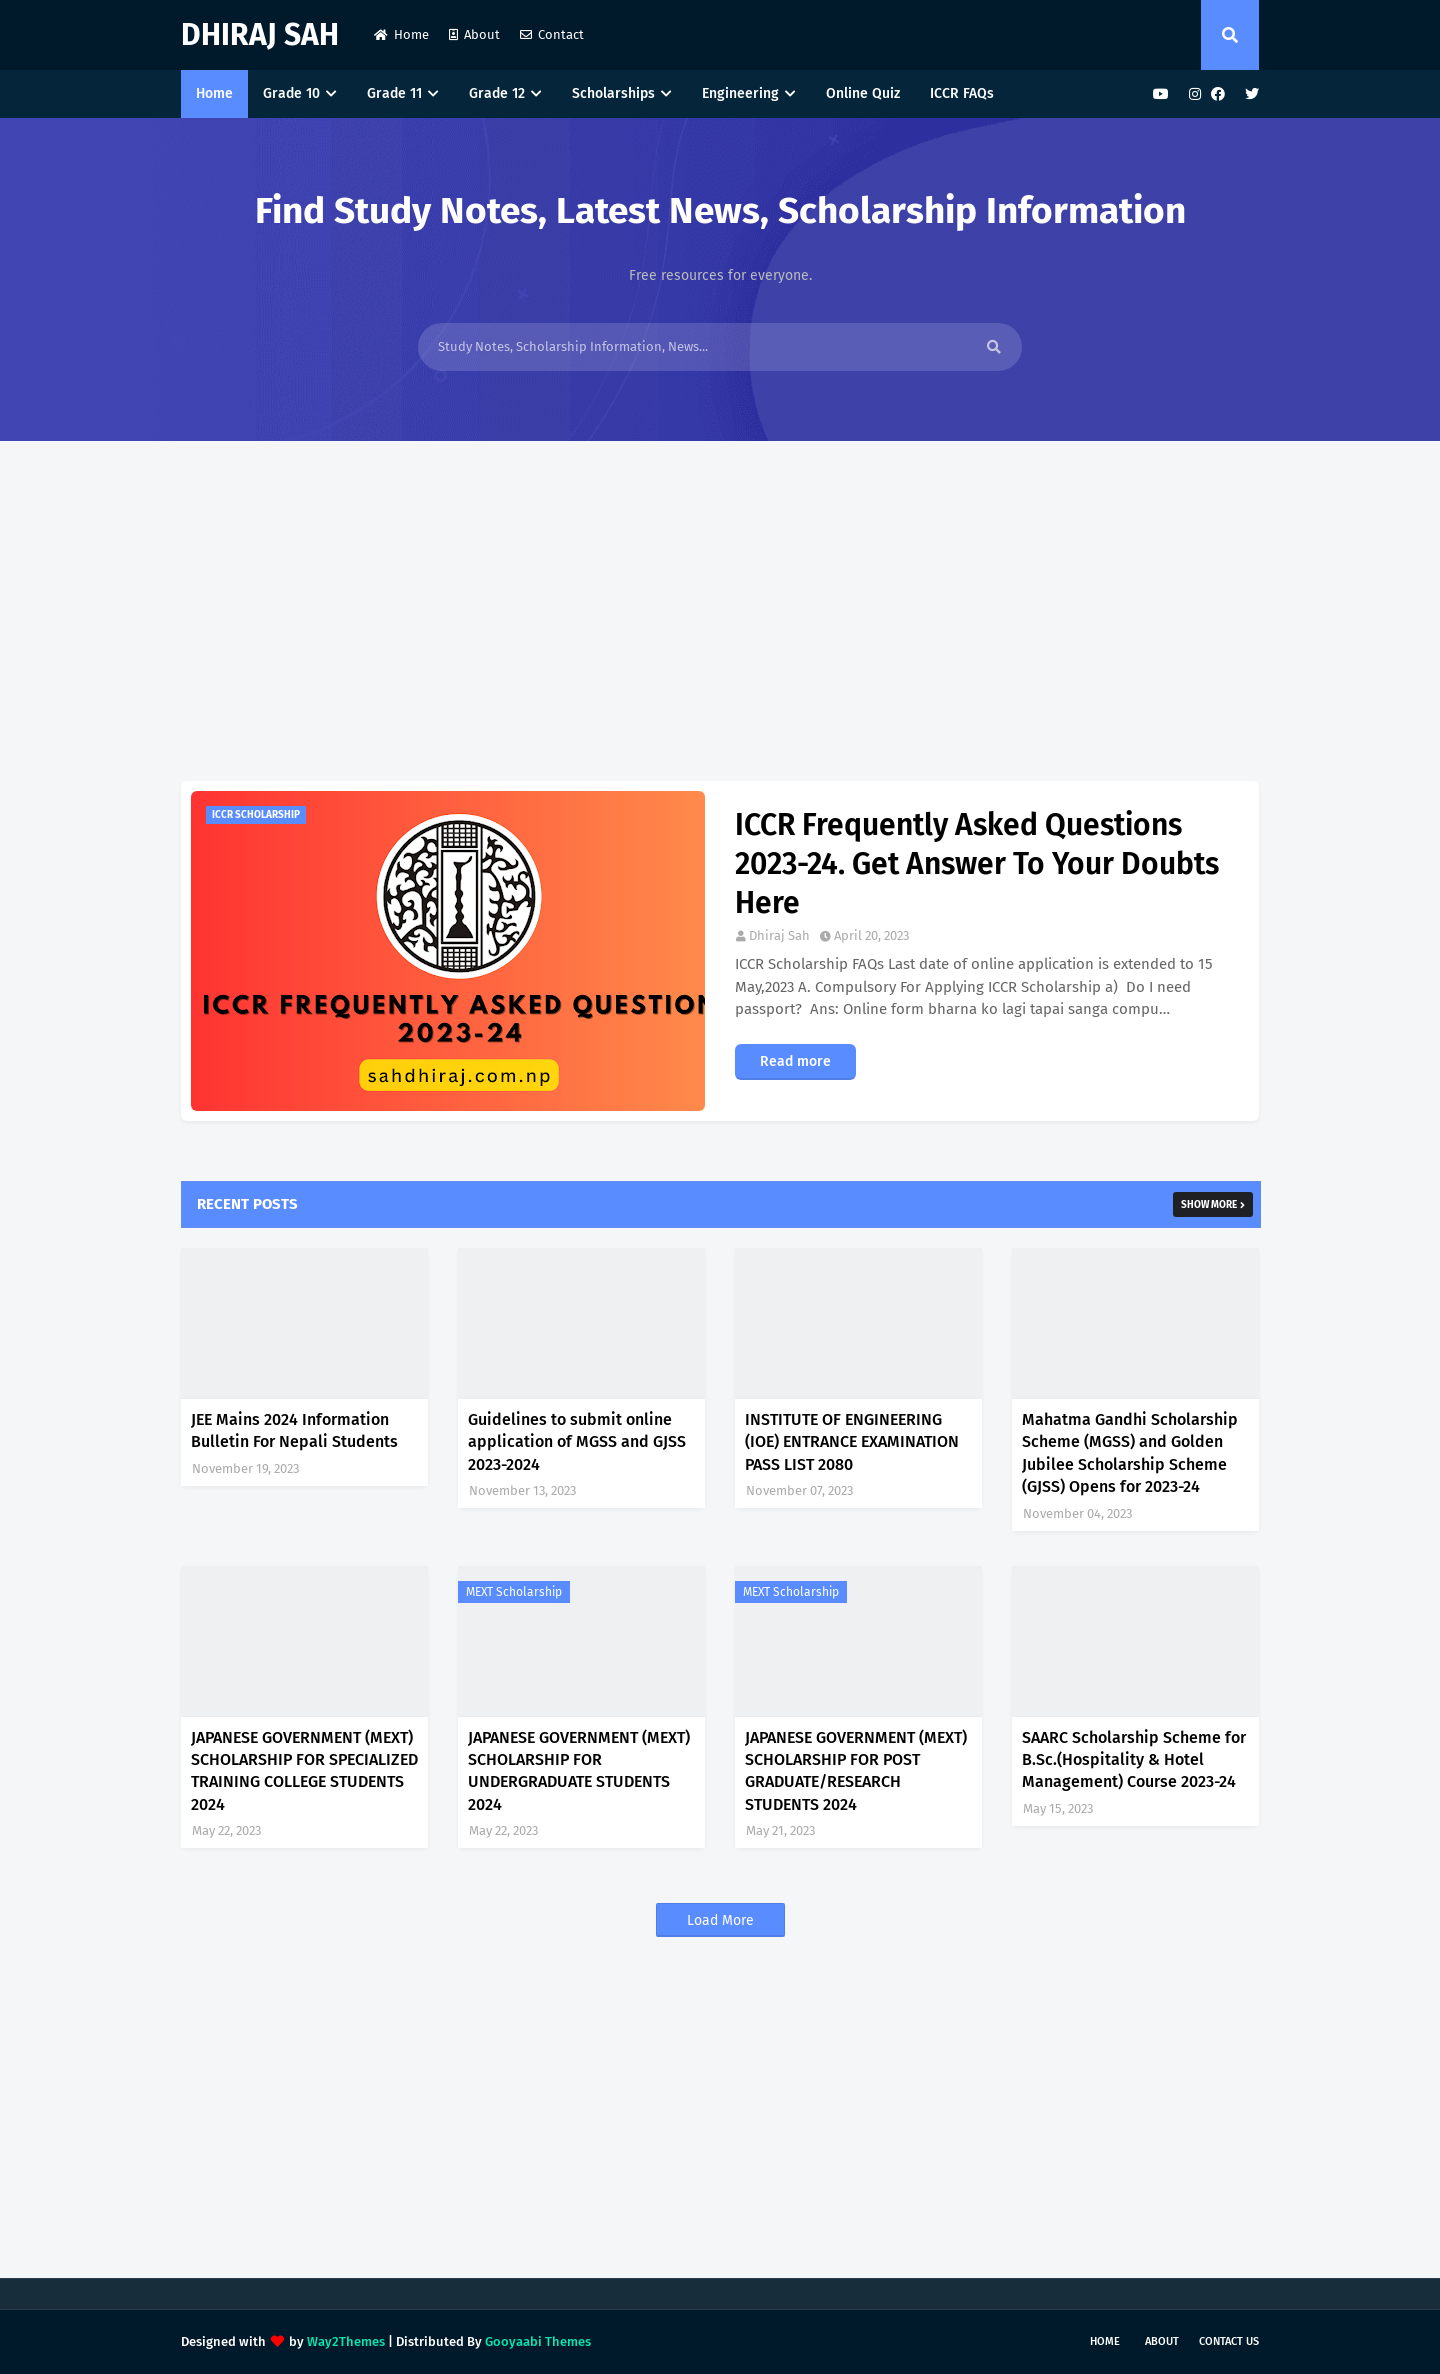 DHIRAJ SAH
Home About Contact
Home Grade 10 Grade 11 Grade 12 Scholarships Engineering Online Quiz ICCR FAQs
Find Study Notes, Latest News, Scholarship Information
Free resources for everyone.
Study Notes, Scholarship Information, News...
ICCR SCHOLARSHIP
ICCR FREQUENTLY ASKED QUESTION
2023-24
sahdhiraj.com.np
ICCR Frequently Asked Questions
2023-24. Get Answer To Your Doubts
Here
Dhiraj Sah April 20, 2023
ICCR Scholarship FAQs Last date of online application is extended to 15
May,2023 A. Compulsory For Applying ICCR Scholarship a)  Do I need
passport?  Ans: Online form bharna ko lagi tapai sanga compu...
Read more
RECENT POSTS
SHOW MORE
JEE Mains 2024 Information
Bulletin For Nepali Students
November 19, 2023
Guidelines to submit online
application of MGSS and GJSS
2023-2024
November 13, 2023
INSTITUTE OF ENGINEERING
(IOE) ENTRANCE EXAMINATION
PASS LIST 2080
November 07, 2023
Mahatma Gandhi Scholarship
Scheme (MGSS) and Golden
Jubilee Scholarship Scheme
(GJSS) Opens for 2023-24
November 04, 2023
JAPANESE GOVERNMENT (MEXT)
SCHOLARSHIP FOR SPECIALIZED
TRAINING COLLEGE STUDENTS
2024
May 22, 2023
MEXT Scholarship
JAPANESE GOVERNMENT (MEXT)
SCHOLARSHIP FOR
UNDERGRADUATE STUDENTS
2024
May 22, 2023
MEXT Scholarship
JAPANESE GOVERNMENT (MEXT)
SCHOLARSHIP FOR POST
GRADUATE/RESEARCH
STUDENTS 2024
May 21, 2023
SAARC Scholarship Scheme for
B.Sc.(Hospitality & Hotel
Management) Course 2023-24
May 15, 2023
Load More
Designed with by Way2Themes | Distributed By Gooyaabi Themes
HOME ABOUT CONTACT US